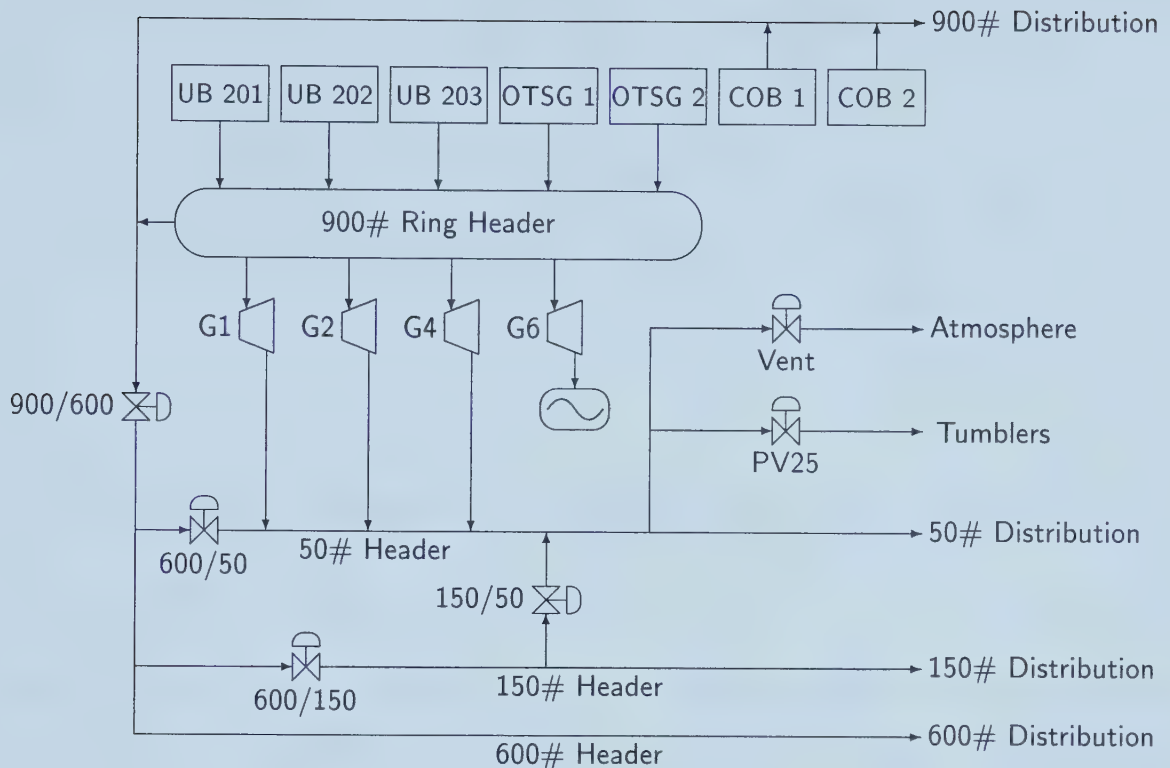 900# Distribution
UB 201
UB 202
UB 203
OTSG 1
OTSG 2
COB 1
COB 2
900# Ring Header
G1
G2
G4
G6
Atmosphere
Vent
900/600
Tumblers
PV25
50# Distribution
50# Header
600/50
150/50
150# Distribution
150# Header
600/150
600# Distribution
600# Header